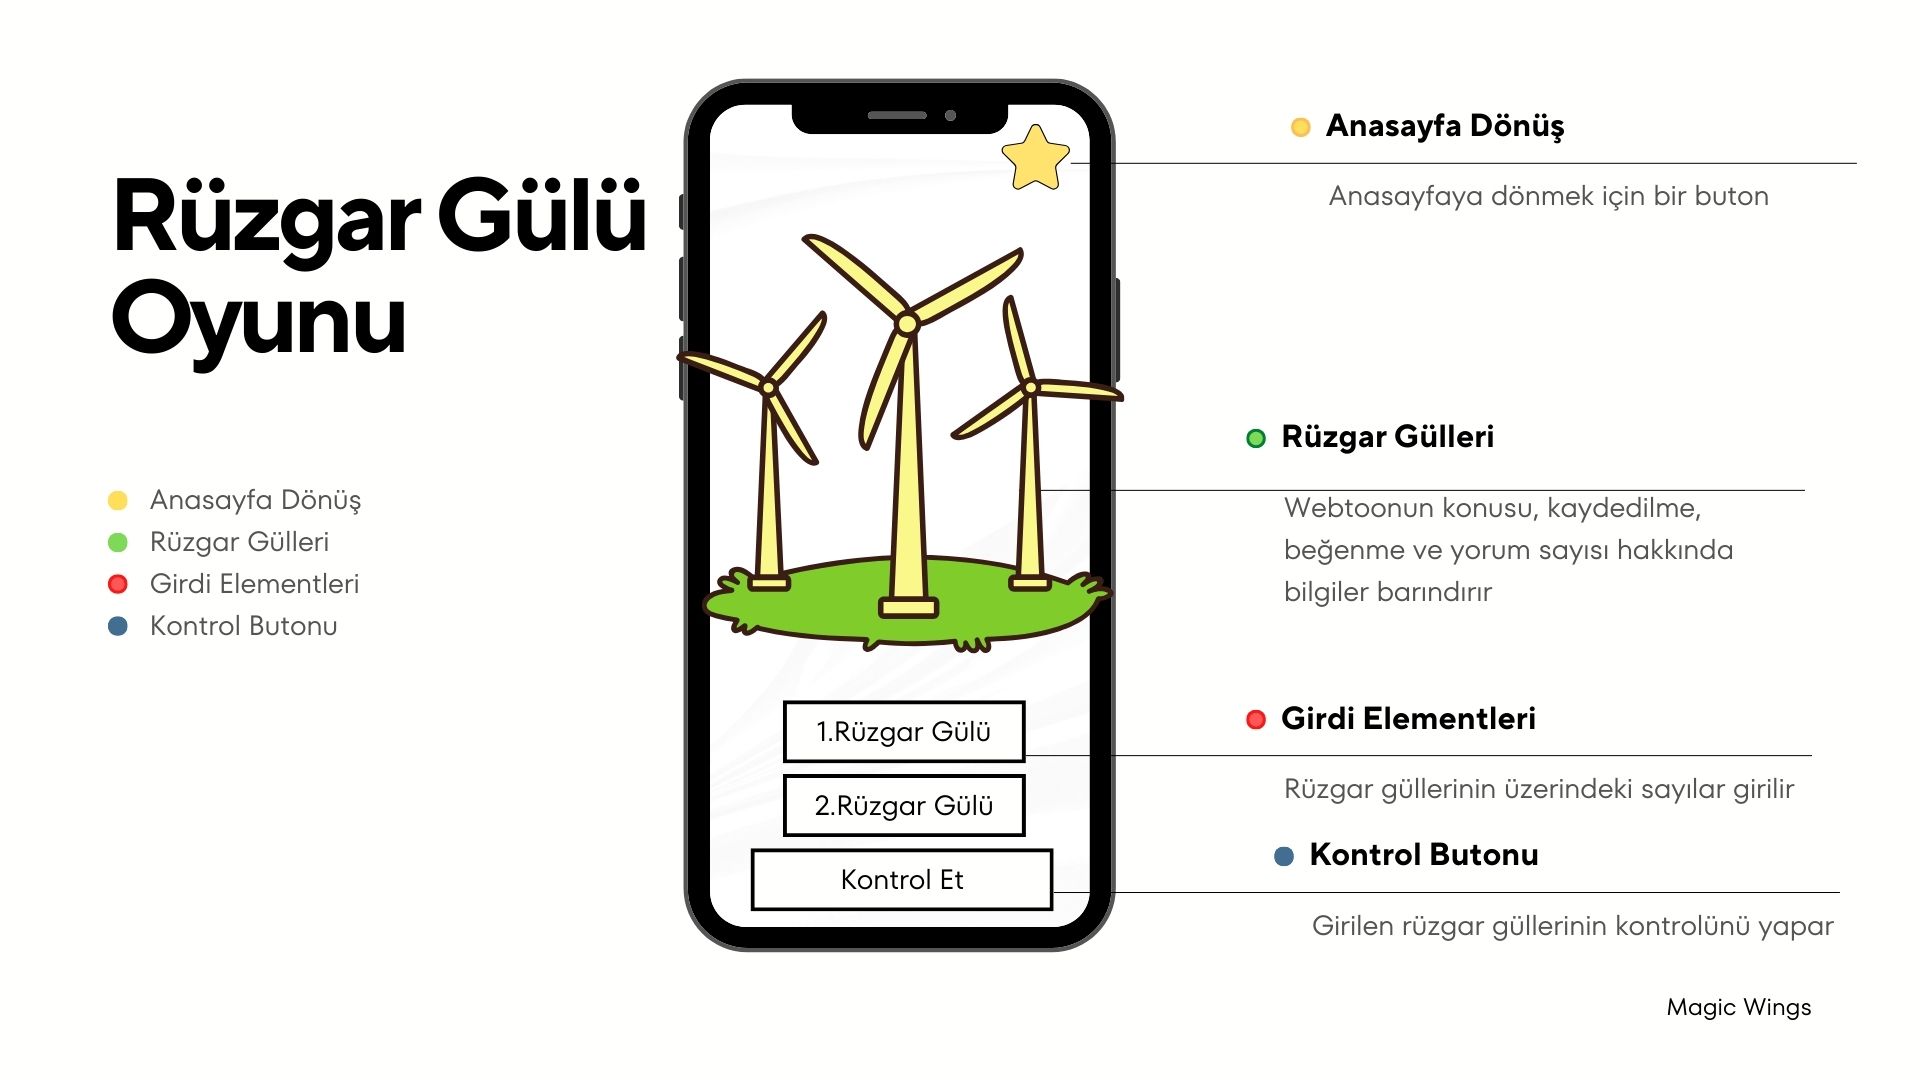 Rüzgar Gülü
Oyunu
Anasayfa Dönüş
Rüzgar Gülleri
Girdi Elementleri
Kontrol Butonu
1.Rüzgar Gülü
2.Rüzgar Gülü
Kontrol Et
Anasayfa Dönüş
Anasayfaya dönmek için bir buton
Rüzgar Gülleri
Webtoonun konusu, kaydedilme,
beğenme ve yorum sayısı hakkında
bilgiler barındırır
Girdi Elementleri
Rüzgar güllerinin üzerindeki sayılar girilir
Kontrol Butonu
Girilen rüzgar güllerinin kontrolünü yapar
Magic Wings